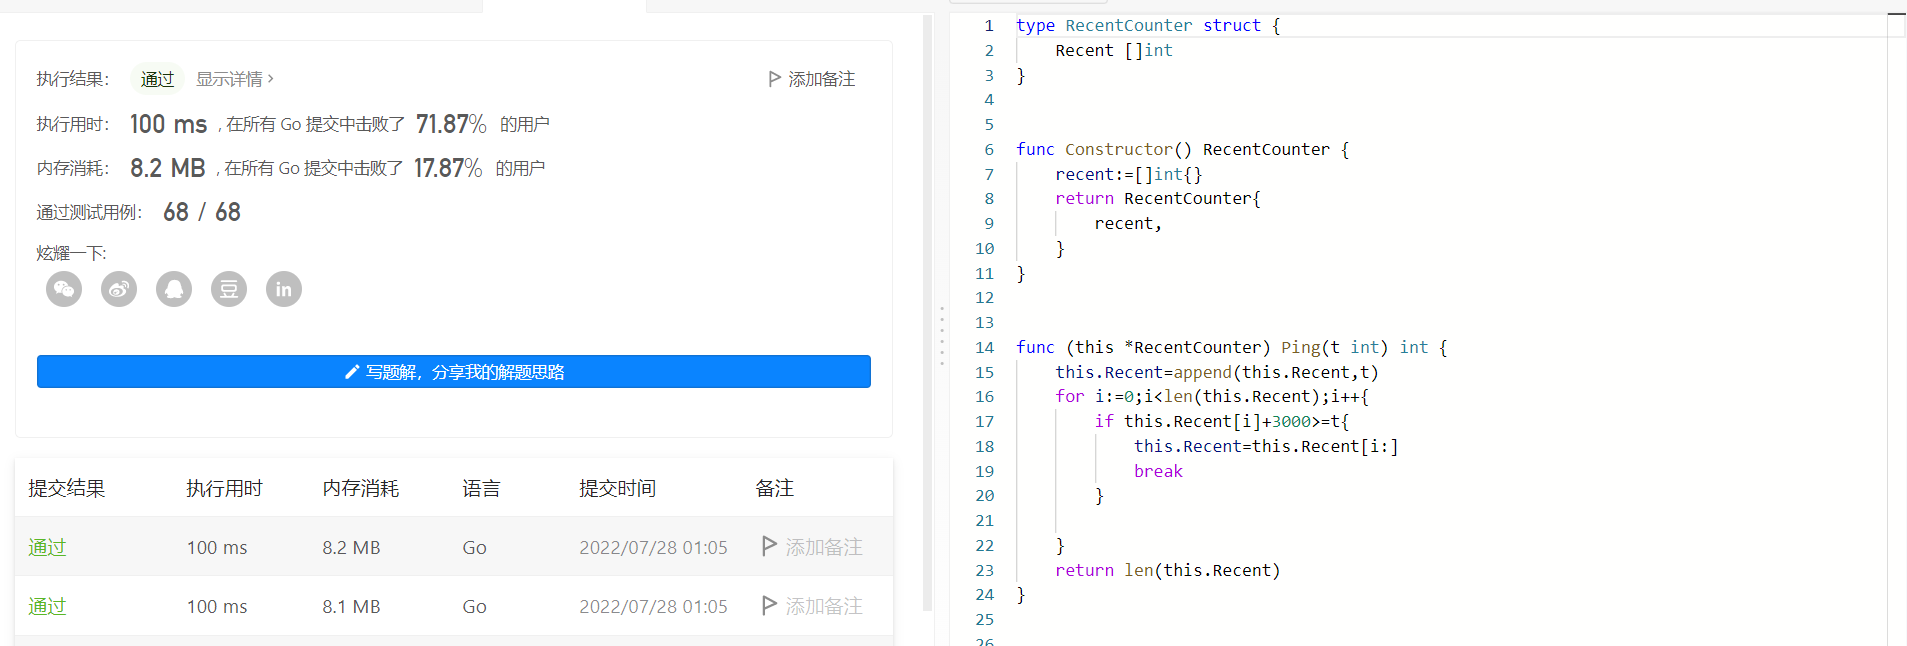 执行结果： 通过 显示详情 >
添加备注
执行用时： 100 ms , 在所有 Go 提交中击败了 71.87% 的用户
内存消耗： 8.2 MB , 在所有 Go 提交中击败了 17.87% 的用户
通过测试用例： 68 / 68
炫耀一下:
豆
in
写题解，分享我的解题思路
提交结果 执行用时 内存消耗 语言 提交时间 备注
通过 100 ms 8.2 MB Go 2022/07/28 01:05 添加备注
通过 100 ms 8.1 MB Go 2022/07/28 01:05 添加备注
1 type RecentCounter struct {
2     Recent []int
3 }
4
5
6 func Constructor() RecentCounter {
7     recent:=[]int{}
8     return RecentCounter{
9         recent,
10     }
11 }
12
13
14 func (this *RecentCounter) Ping(t int) int {
15     this.Recent=append(this.Recent,t)
16     for i:=0;i<len(this.Recent);i++{
17         if this.Recent[i]+3000>=t{
18             this.Recent=this.Recent[i:]
19             break
20         }
21
22     }
23     return len(this.Recent)
24 }
25
26